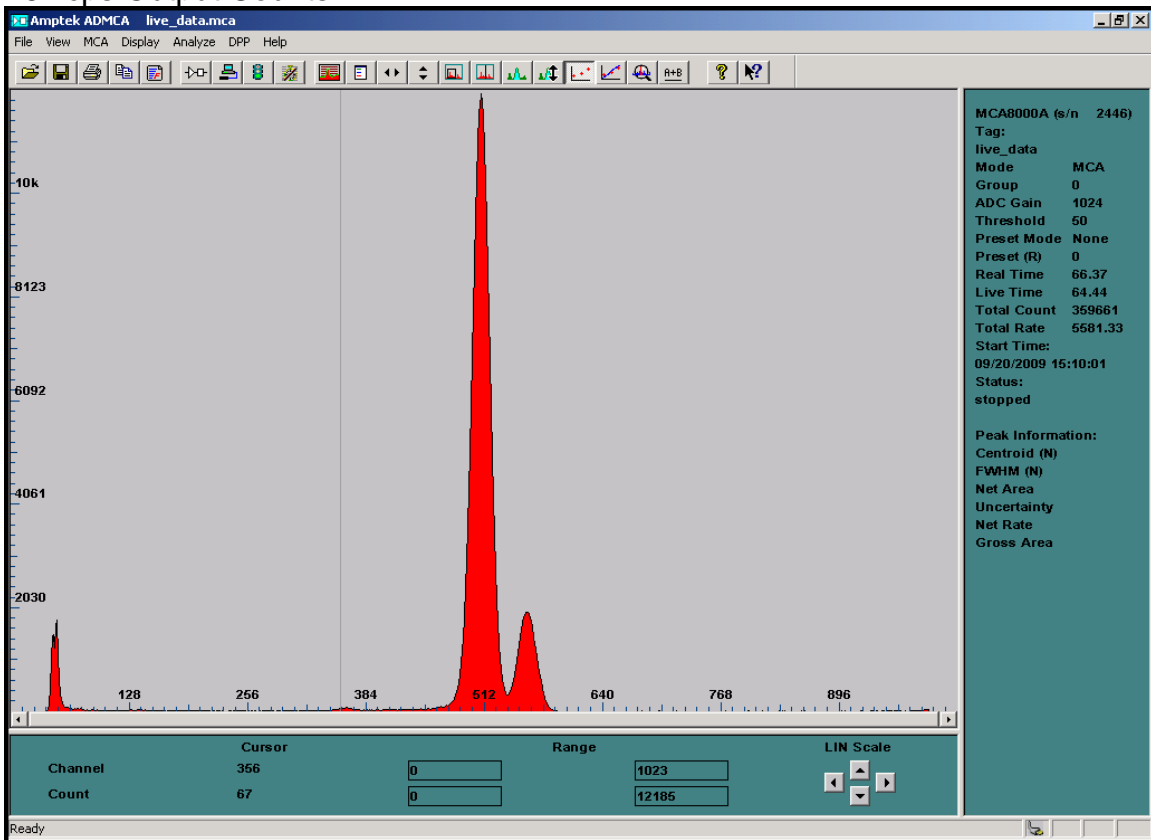 Amptek ADMCA live_data.mca
File View MCA Display Analyze DPP Help
A+B
10k
8123
6092
4061
2030
128 256 384 512 640 768 896
MCA8000A (s/n 2446)
Tag:
live_data
Mode MCA
Group 0
ADC Gain 1024
Threshold 50
Preset Mode None
Preset (R) 0
Real Time 66.37
Live Time 64.44
Total Count 359661
Total Rate 5581.33
Start Time:
09/20/2009 15:10:01
Status:
stopped
Peak Information:
Centroid (N)
FWHM (N)
Net Area
Uncertainty
Net Rate
Gross Area
Cursor Range LIN Scale
Channel 356 0 1023
Count 67 0 12185
Ready